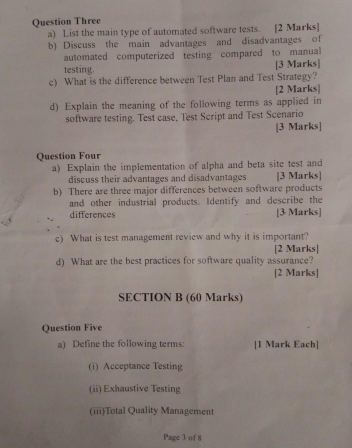 Question Three
a) List the main type of automated software tests. [2 Marks]
b) Discuss the main advantages and disadvantages of
automated computerized testing compared to manual
testing. [3 Marks]
c) What is the difference between Test Plan and Test Strategy?
[2 Marks]
d) Explain the meaning of the following terms as applied in
software testing. Test case, Test Script and Test Scenario
[3 Marks]
Question Four
a) Explain the implementation of alpha and beta site test and
discuss their advantages and disadvantages [3 Marks]
b) There are three major differences between software products
and other industrial products. Identify and describe the
differences [3 Marks]
c) What is test management review and why it is important?
[2 Marks]
d) What are the best practices for software quality assurance?
[2 Marks]
SECTION B (60 Marks)
Question Five
a) Define the following terms: [1 Mark Each]
(i) Acceptance Testing
(ii) Exhaustive Testing
(iii)Total Quality Management
Page 3 of 8